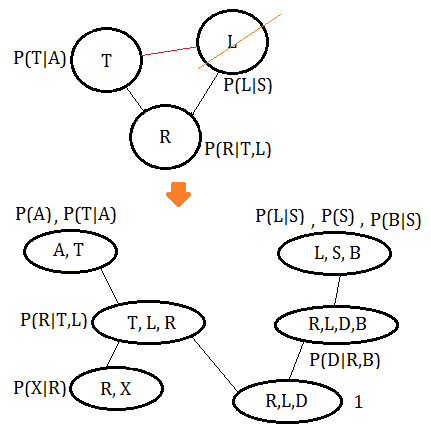 P(T|A) T L
P(L|S)
R
P(R|T,L)
P(A), P(T|A)
P(L|S) , P(S) , P(B|S)
A, T
L, S, B
P(R|T,L) T, L, R
R,L,D,B
P(D|R,B)
P(X|R) R, X
R,L,D 1